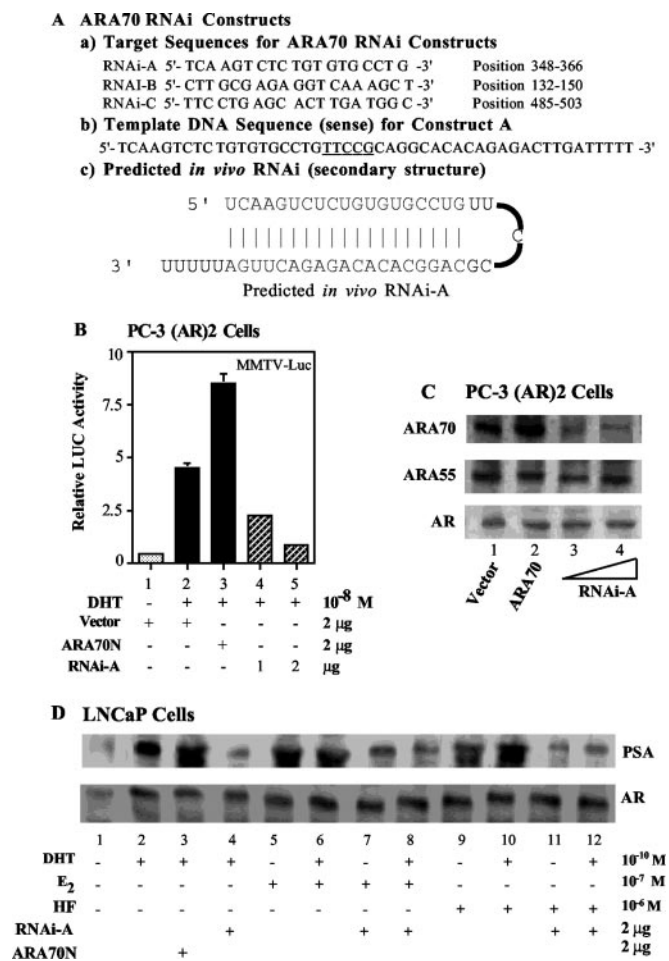 A ARA70 RNAi Constructs
a) Target Sequences for ARA70 RNAi Constructs
RNAi-A 5'- TCA AGT CTC TGT GTG CCT G -3' Position 348-366
RNAI-B 5'- CTT GCG AGA GGT CAA AGC T -3' Position 132-150
RNAi-C 5'- TTC CTG AGC ACT TGA TGG C -3' Position 485-503
b) Template DNA Sequence (sense) for Construct A
5'- TCAAGTCTCTGTGTGCCTGTTCCGCAGGCACACAGAGACTTGATTTTT -3'
c) Predicted in vivo RNAi (secondary structure)
5' UCAAGUCUCUGUGUGCCUGUU
C
3' UUUUUAGUUCAGAGACACACGGACGC
Predicted in vivo RNAi-A
B PC-3 (AR)2 Cells
MMTV-Luc
Relative LUC Activity
10
7.5
5
2.5
0
1 2 3 4 5
DHT - + + + + 10⁻⁸ M
Vector + + - - - 2 µg
ARA70N - - + - - 2 µg
RNAi-A - - - 1 2 µg
C PC-3 (AR)2 Cells
ARA70
ARA55
AR
1 2 3 4
Vector ARA70 RNAi-A
D LNCaP Cells
PSA
AR
1 2 3 4 5 6 7 8 9 10 11 12
DHT - + + + - + - + - + - + 10⁻¹⁰ M
E₂ - - - - + + + + - - - - 10⁻⁷ M
HF - - - - - - - - + + + + 10⁻⁶ M
RNAi-A - - - + - - + + - - + + 2 µg
ARA70N - - + - - - - - - - - - 2 µg